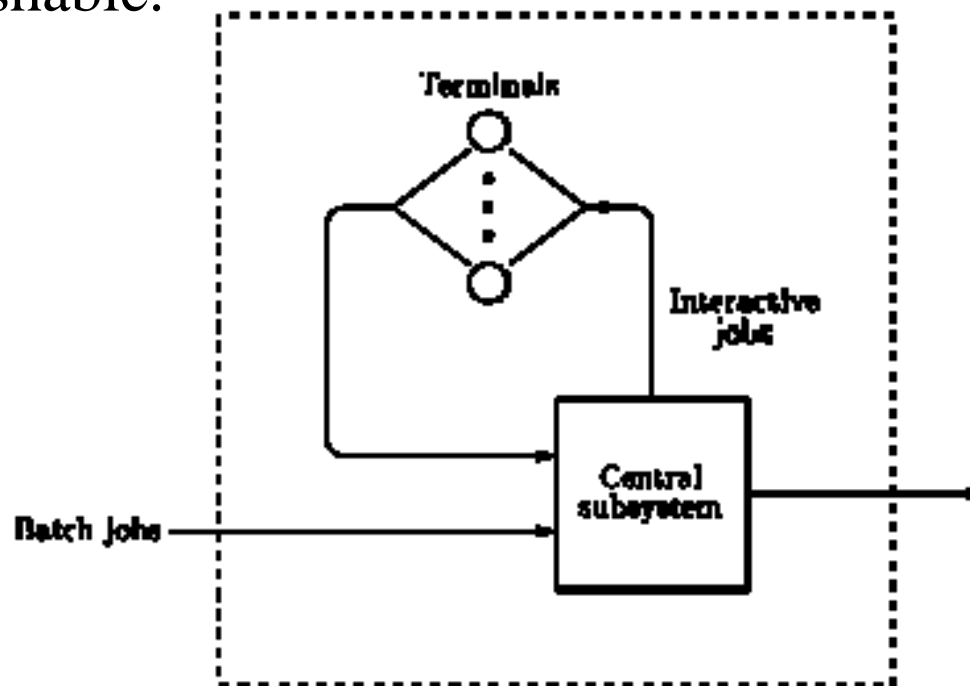 Terminals
Interactive
jobs
Central
subsystem
Batch jobs